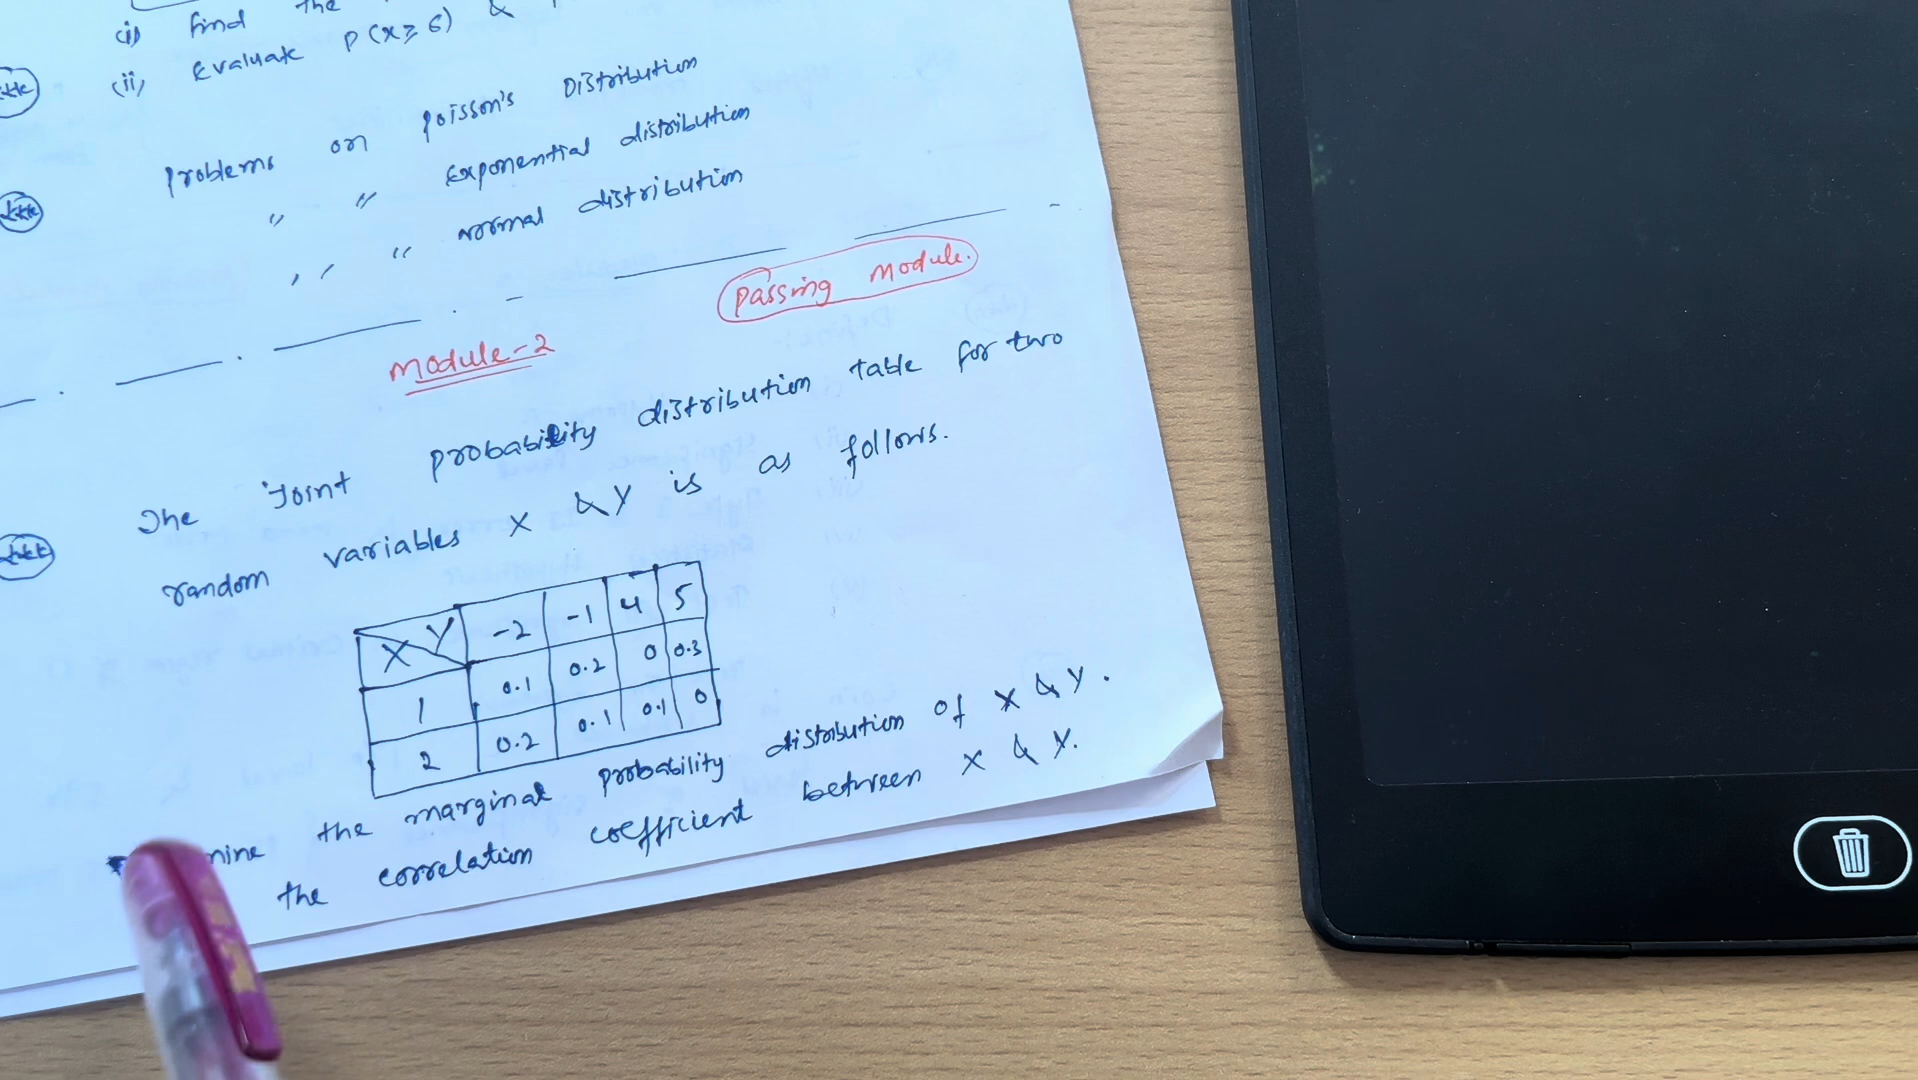 (i) find the
(ii) Evaluate P(x≥6) &
Problems on Poisson's Distribution
" " Exponential distribution
" " Normal distribution
Passing Module.
Module-2
The Joint probability distribution table for two
random variables X & Y is as follows.
X Y -2 -1 4 5
1 0.1 0.2 0 0.3
2 0.2 0.1 0.1 0
the marginal probability distribution of X & Y.
the correlation coefficient between X & Y.